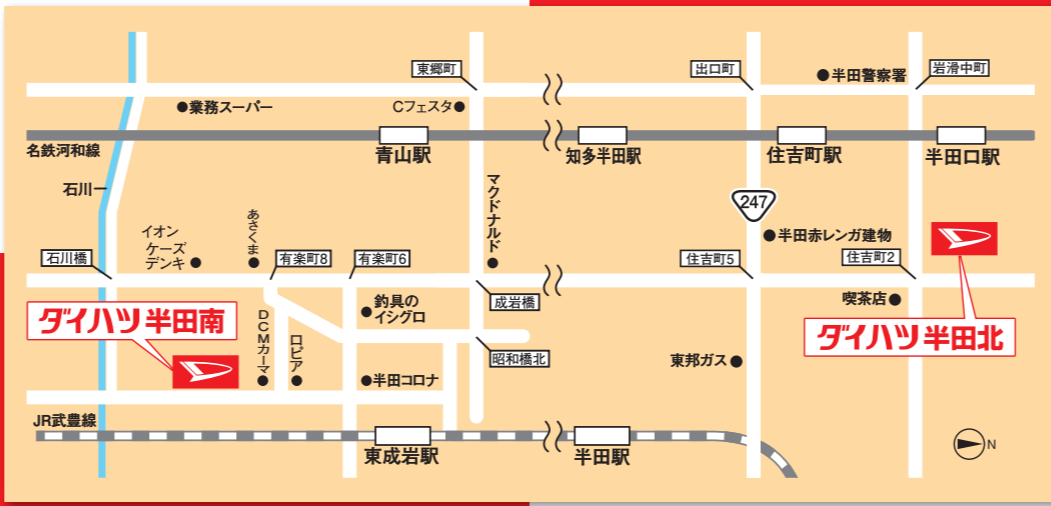 東郷町
出口町
半田警察署
岩滑中町
業務スーパー
Cフェスタ
名鉄河和線
青山駅
知多半田駅
住吉町駅
半田口駅
石川
マクドナルド
247
あさくま
イオン
ケーズ
デンキ
半田赤レンガ建物
石川橋
有楽町8
有楽町6
住吉町5
住吉町2
成岩橋
喫茶店
釣具の
イシグロ
ダイハツ 半田南
DCMカーマ
ロピア
ダイハツ 半田北
昭和橋北
東邦ガス
半田コロナ
JR武豊線
東成岩駅
半田駅
N